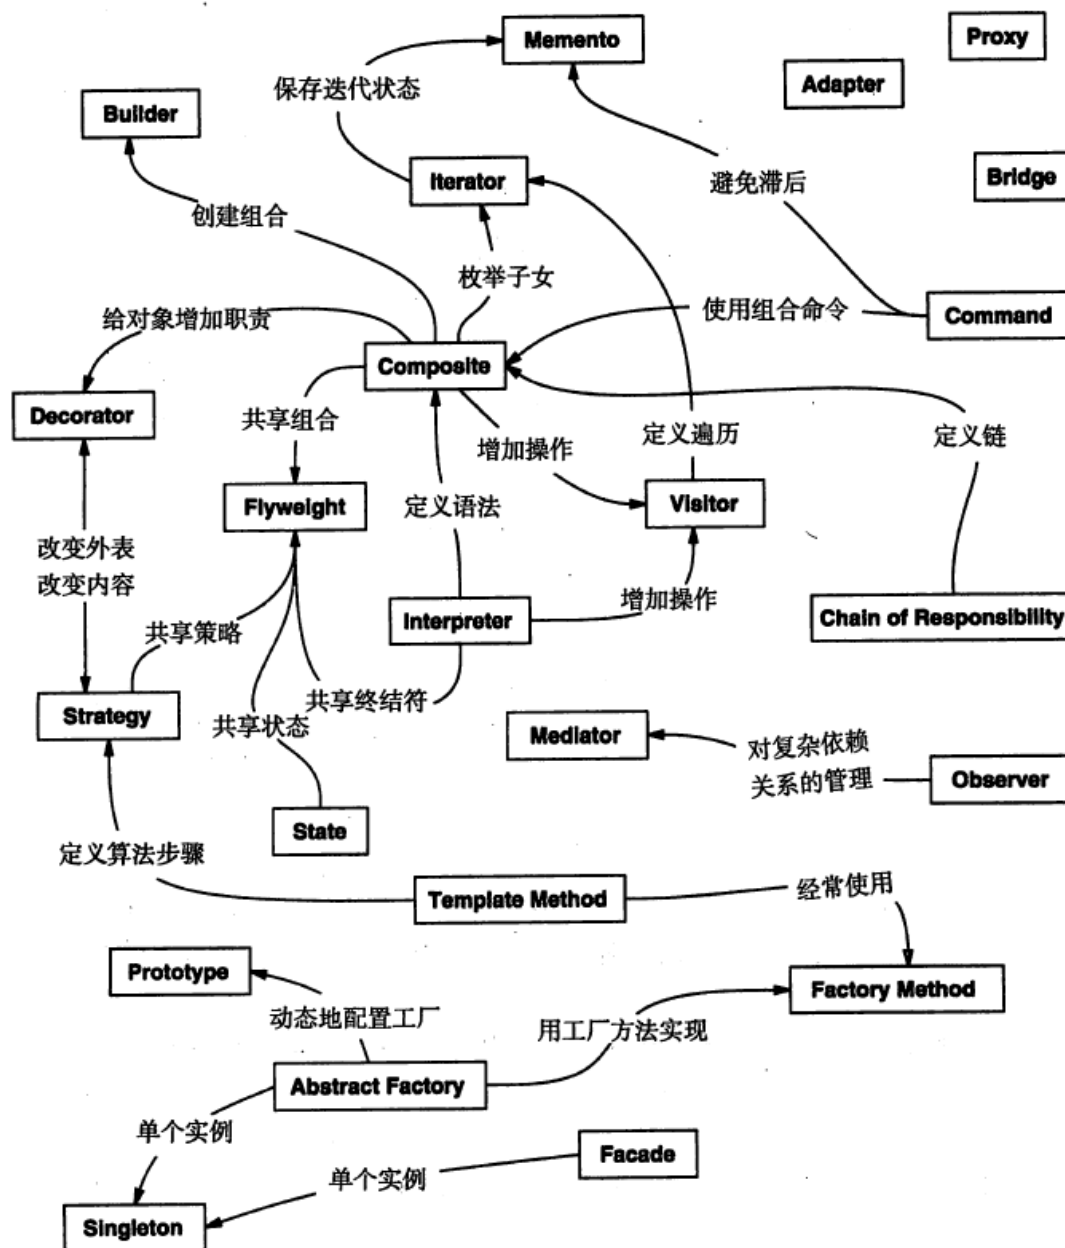 Memento
Proxy
Adapter
保存迭代状态
Builder
Iterator
避免滞后
Bridge
创建组合
枚举子女
给对象增加职责
使用组合命令
Command
Composite
Decorator
共享组合
增加操作
定义遍历
定义链
Flyweight
定义语法
Visitor
改变外表
改变内容
增加操作
Interpreter
Chain of Responsibility
共享策略
共享终结符
Strategy
共享状态
Mediator
对复杂依赖
关系的管理
Observer
State
定义算法步骤
Template Method
经常使用
Prototype
Factory Method
动态地配置工厂
用工厂方法实现
Abstract Factory
单个实例
Facade
单个实例
Singleton